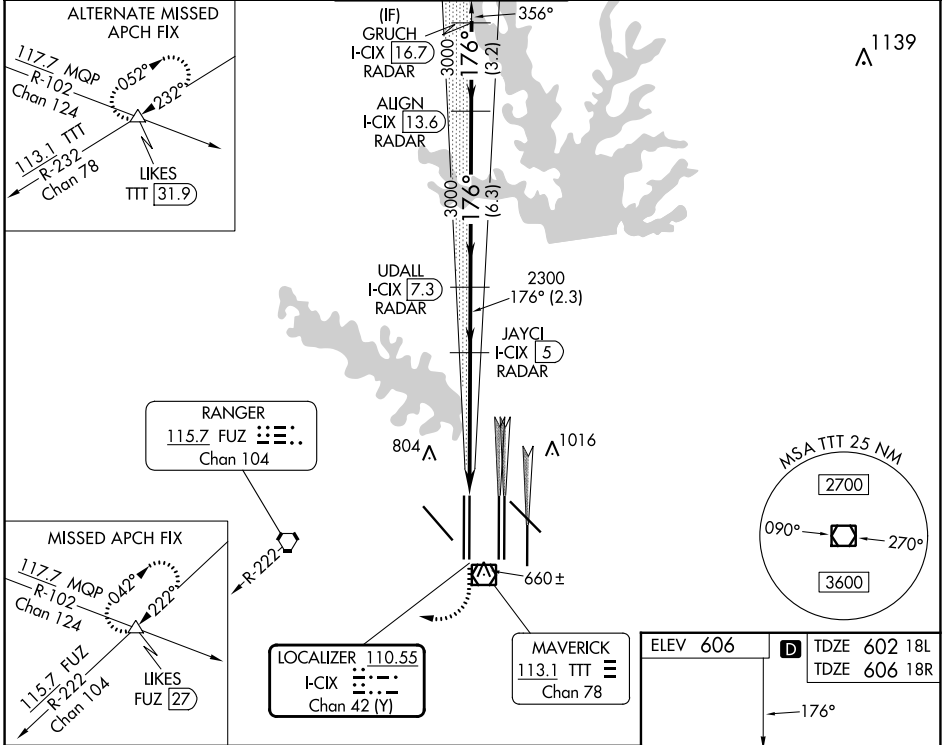 ALTERNATE MISSED
APCH FIX
117.7 MQP
R-102
Chan 124
052°
232°
113.1 TTT
R-232
Chan 78
LIKES
TTT 31.9
(IF)
GRUCH
I-CIX 16.7
RADAR
356°
3000
176°
(3.2)
1139
ALIGN
I-CIX 13.6
RADAR
3000
176°
(6.3)
UDALL
I-CIX 7.3
RADAR
2300
176° (2.3)
JAYCI
I-CIX 5
RADAR
RANGER
115.7 FUZ
Chan 104
804
1016
R-222
660 ±
MSA TTT 25 NM
2700
090°
270°
3600
MISSED APCH FIX
117.7 MQP
R-102
Chan 124
042°
222°
115.7 FUZ
R-222
Chan 104
LIKES
FUZ 27
LOCALIZER 110.55
I-CIX
Chan 42 (Y)
MAVERICK
113.1 TTT
Chan 78
ELEV 606
D
TDZE 602 18L
TDZE 606 18R
176°